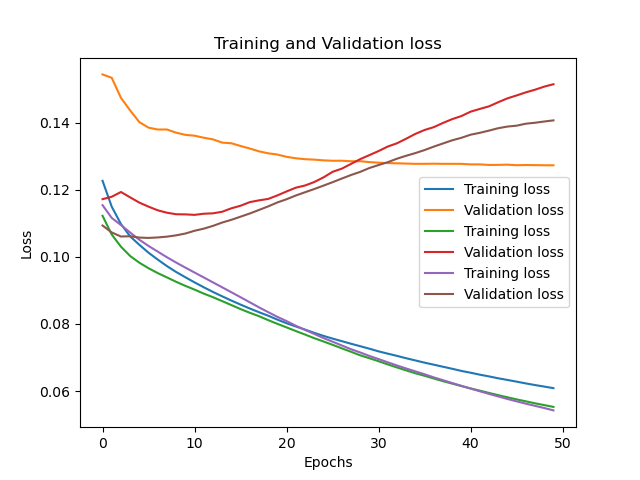 Training and Validation loss
Loss
0.14
0.12
0.10
0.08
0.06
Training loss
Validation loss
Training loss
Validation loss
Training loss
Validation loss
0 10 20 30 40 50
Epochs